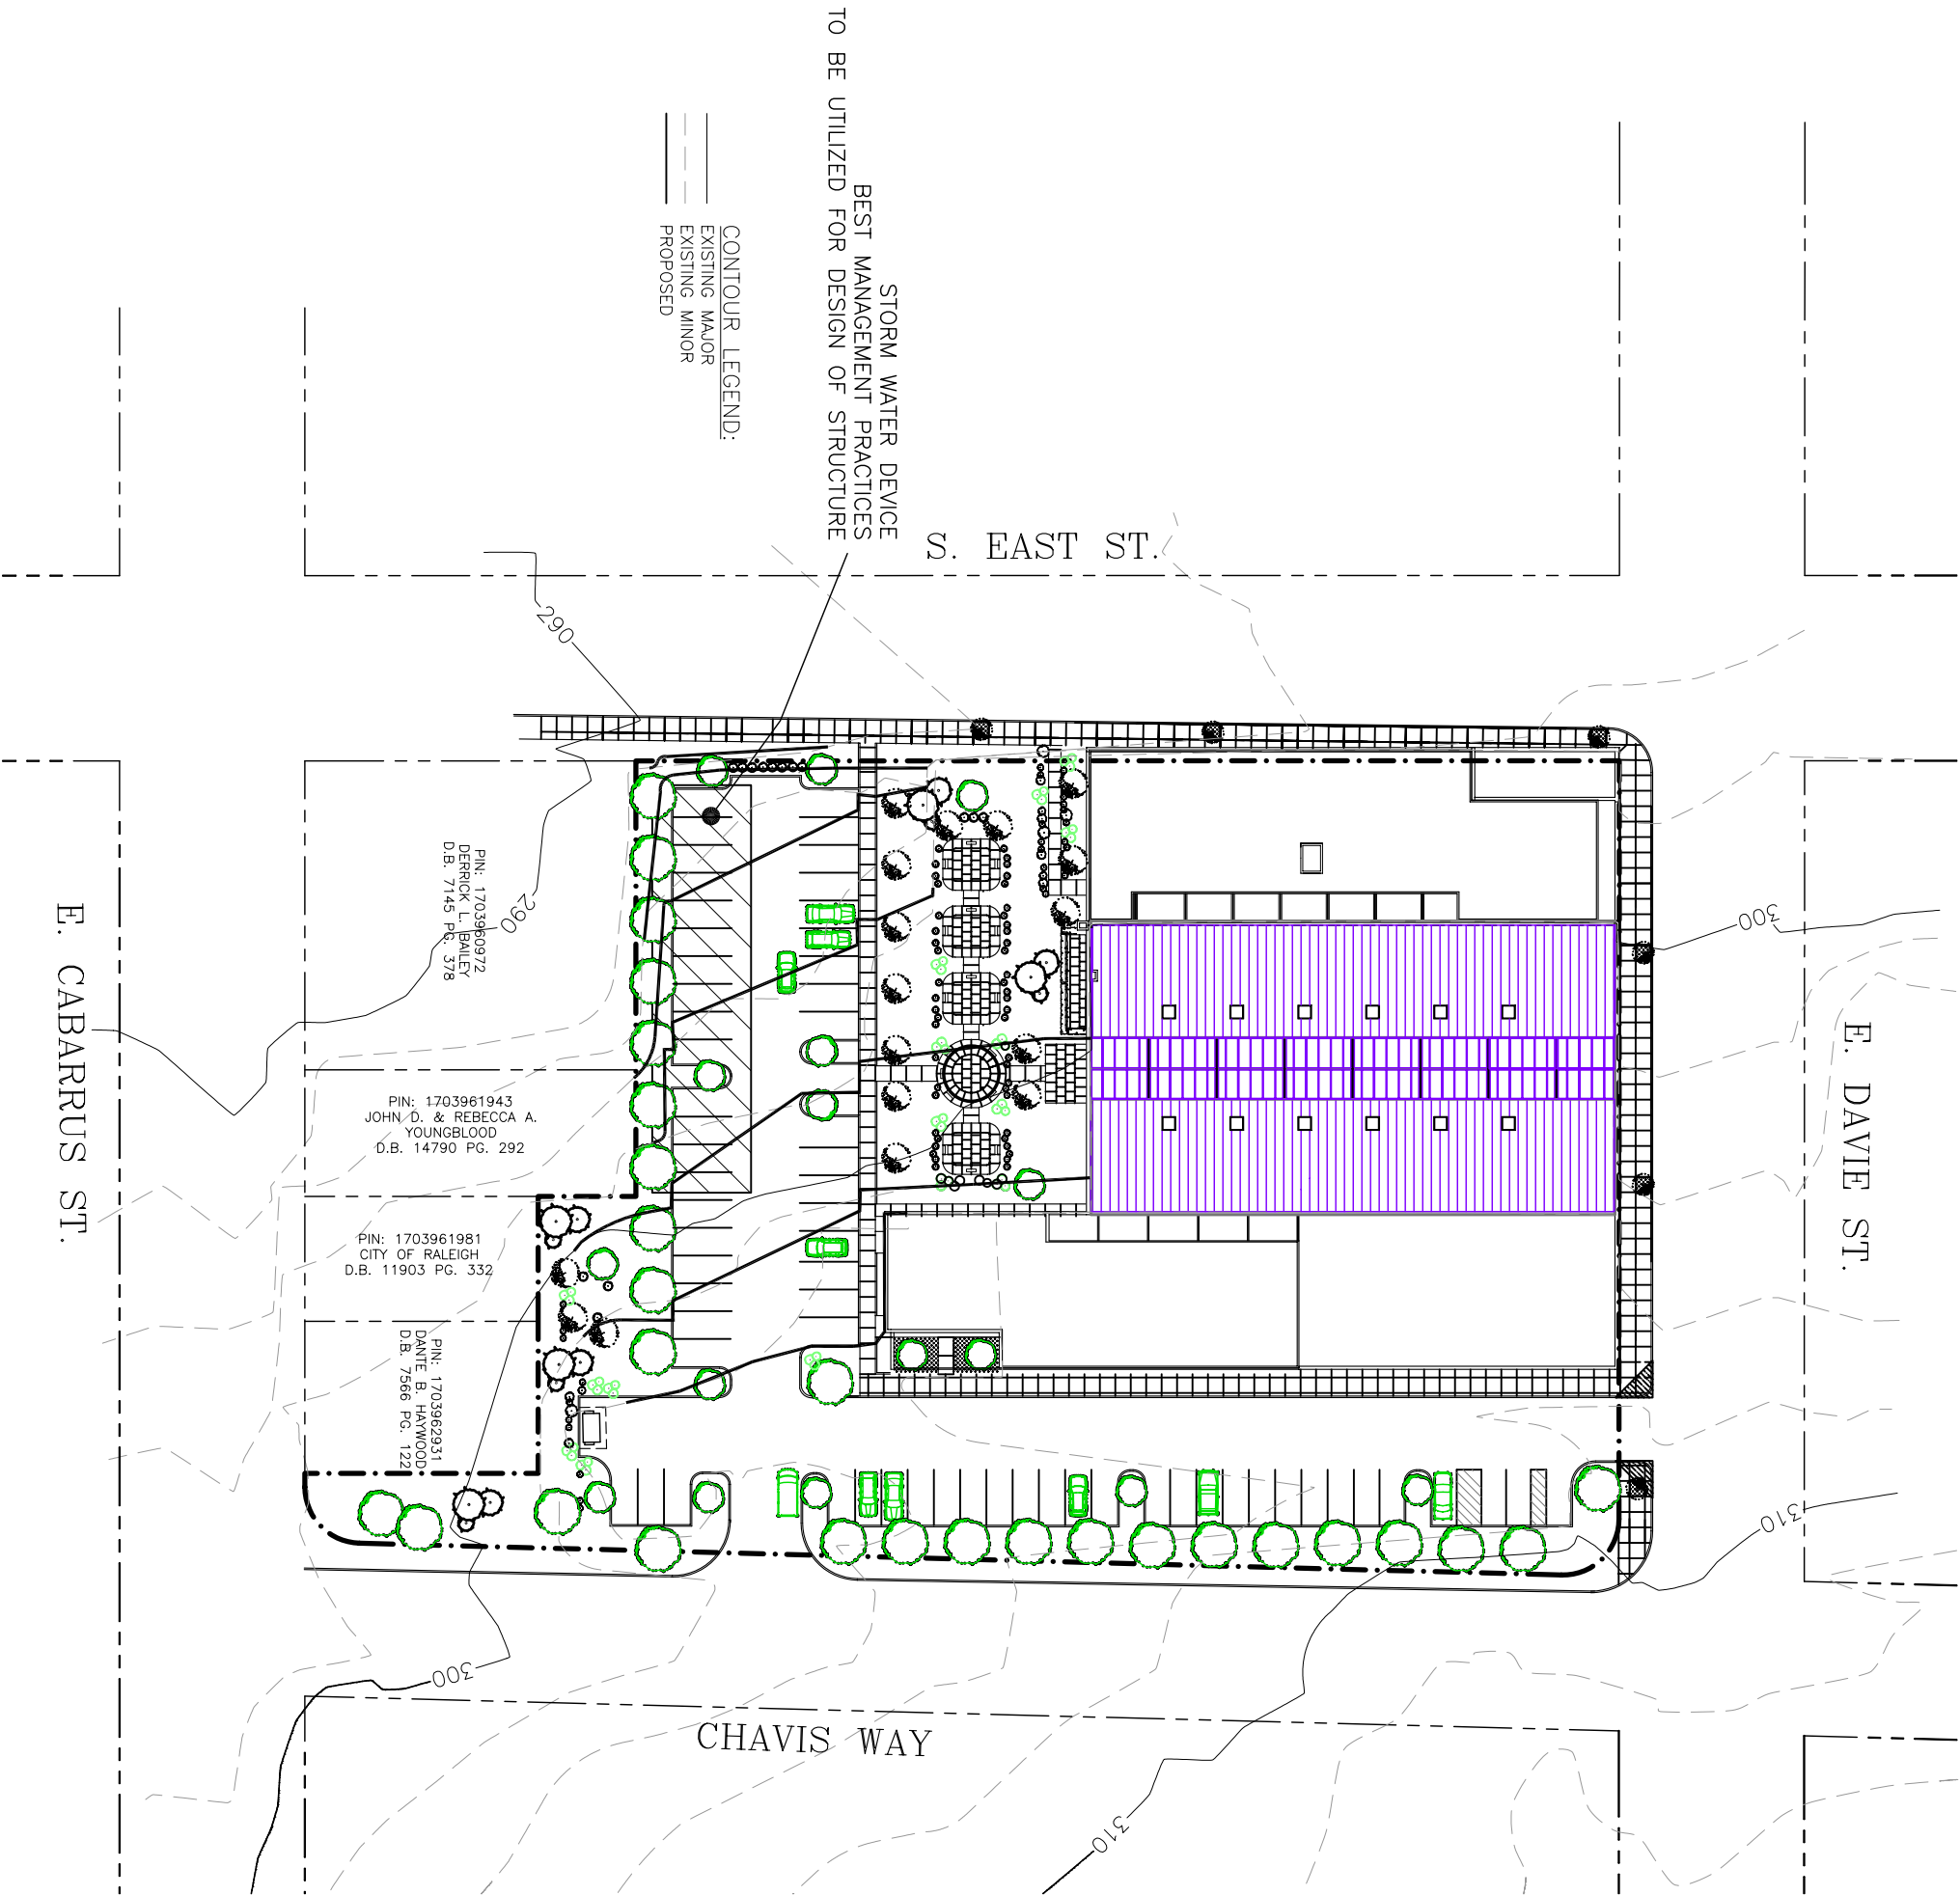 STORM WATER DEVICE
BEST MANAGEMENT PRACTICES
TO BE UTILIZED FOR DESIGN OF STRUCTURE
CONTOUR LEGEND:
EXISTING MAJOR
EXISTING MINOR
PROPOSED
S. EAST ST.
290
290
300
E. DAVIE ST.
E. CABARRUS ST.
PIN: 1703960972
DERRICK L. BAILEY
D.B. 7145 PG. 378
PIN: 1703961943
JOHN D. & REBECCA A.
YOUNGBLOOD
D.B. 14790 PG. 292
PIN: 1703961981
CITY OF RALEIGH
D.B. 11903 PG. 332
PIN: 1703962931
DANTE B. HAYWOOD
D.B. 7566 PG. 122
310
300
CHAVIS WAY
310